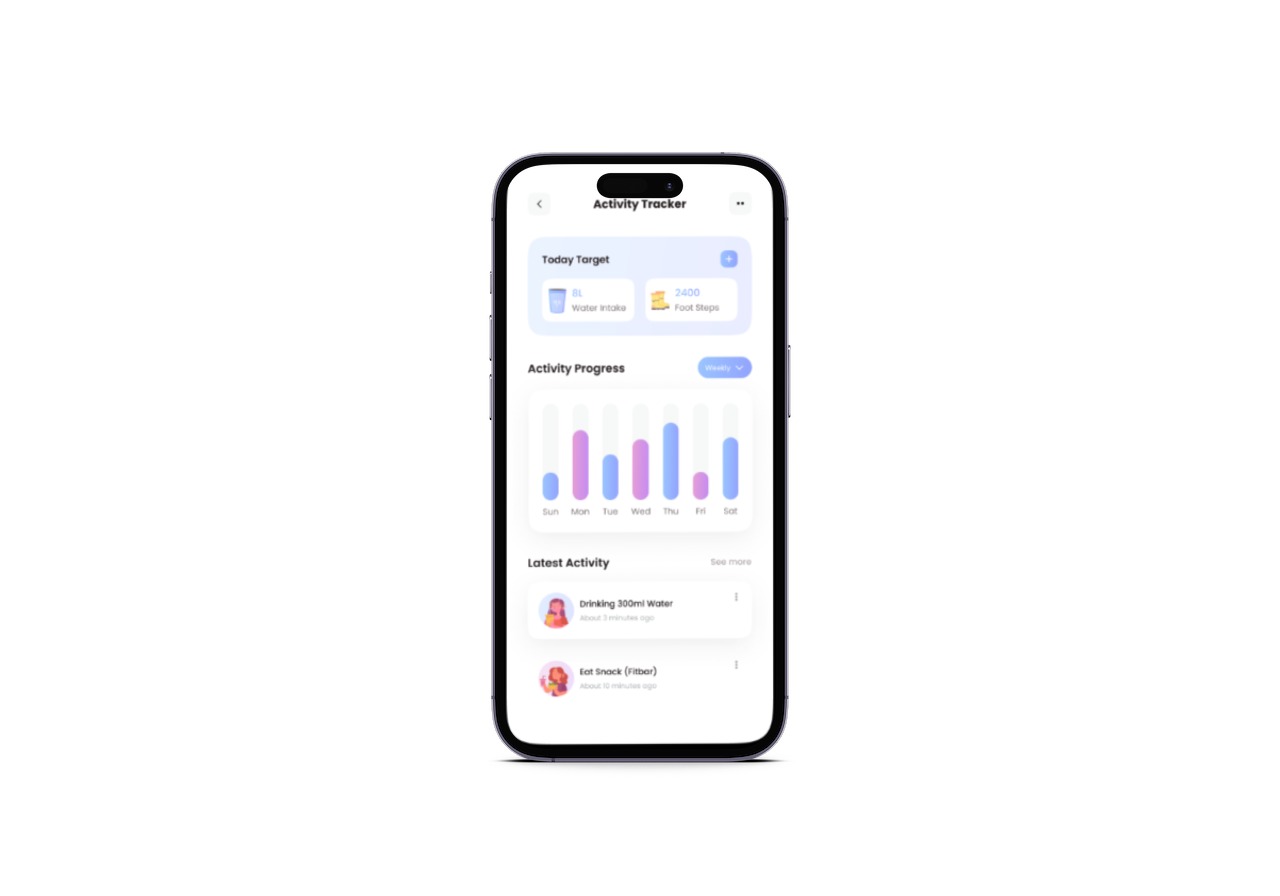 Activity Tracker
Today Target
8L
Water Intake
2400
Foot Steps
Activity Progress
Weekly
Sun Mon Tue Wed Thu Fri Sat
Latest Activity
See more
Drinking 300ml Water
About 3 minutes ago
Eat Snack (Fitbar)
About 10 minutes ago